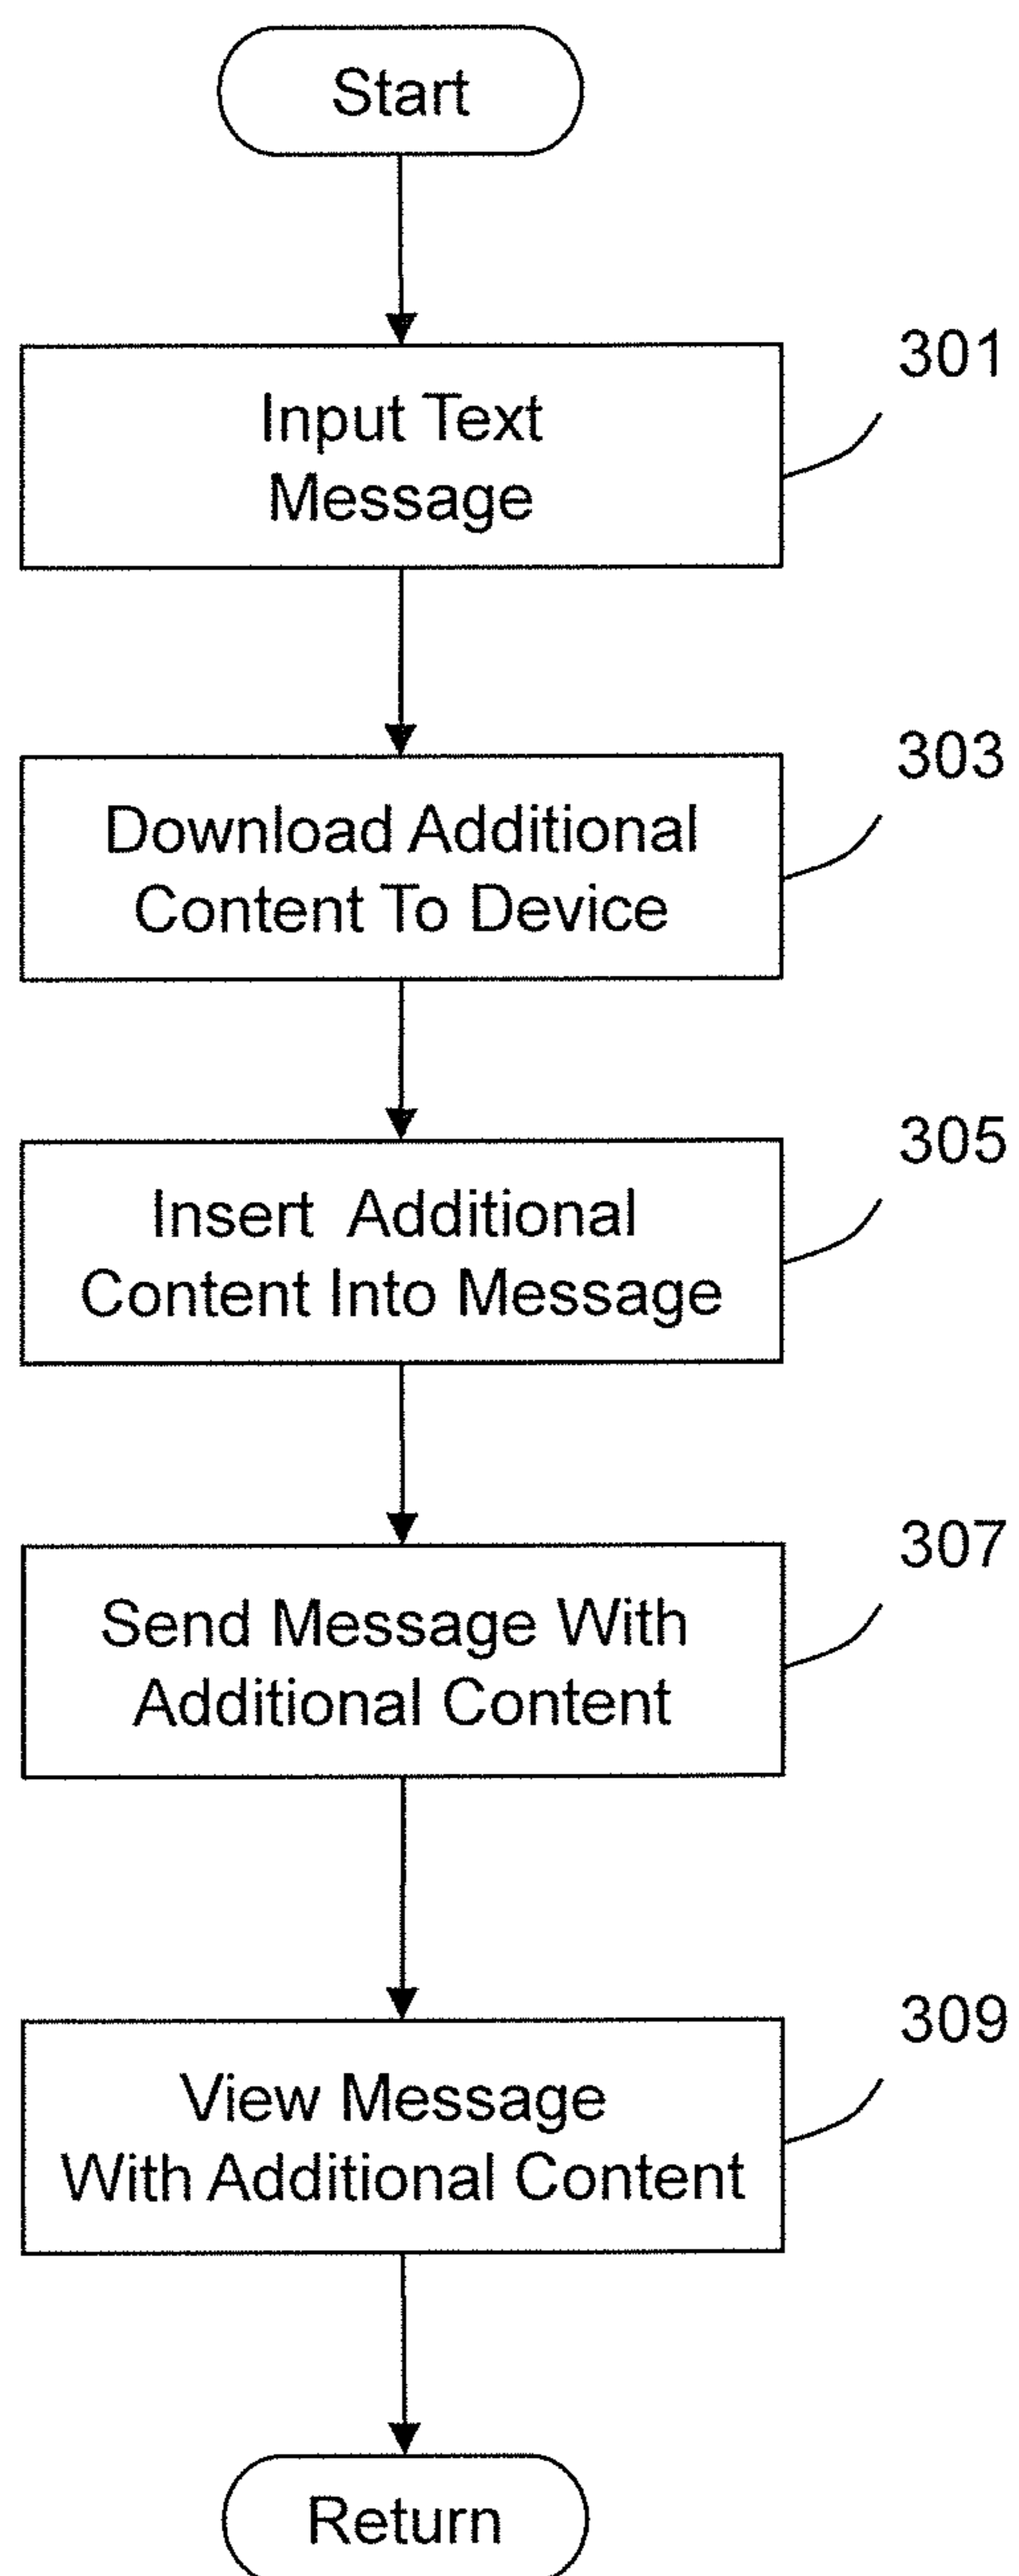 Start
301
Input Text
Message
303
Download Additional
Content To Device
305
Insert Additional
Content Into Message
307
Send Message With
Additional Content
309
View Message
With Additional Content
Return